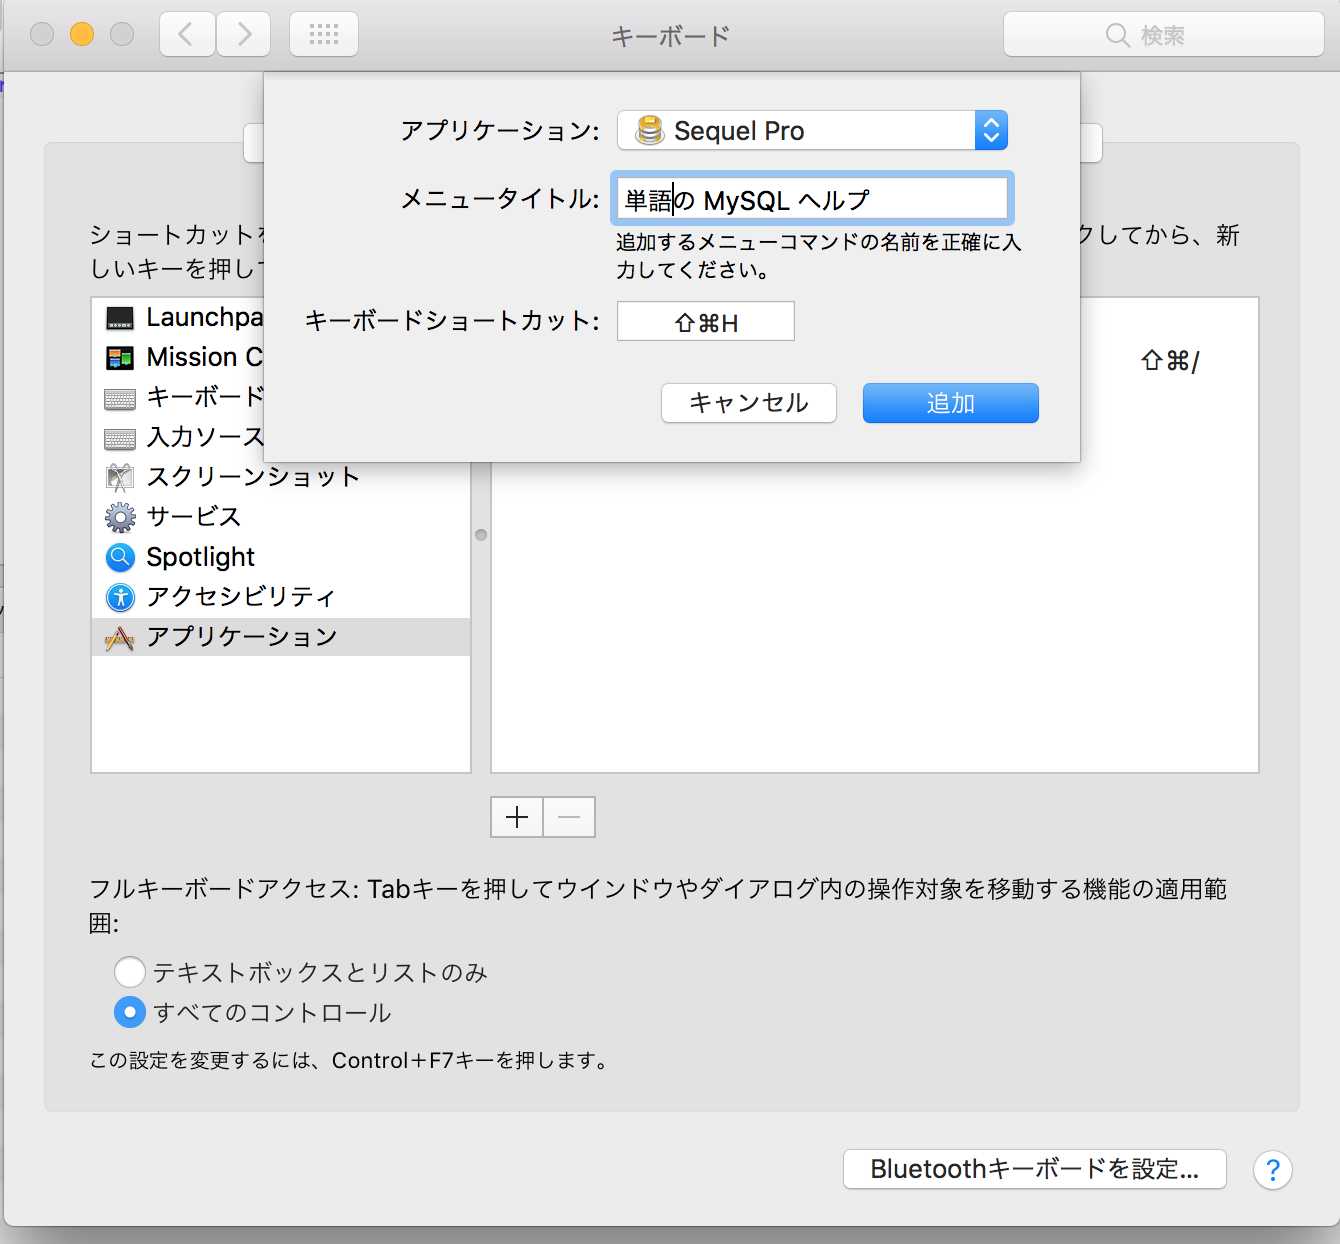 キーボード
検索
アプリケーション:
Sequel Pro
メニュータイトル:
単語の MySQL ヘルプ
追加するメニューコマンドの名前を正確に入
力してください。
キーボードショートカット:
⇧⌘H
キャンセル
追加
ショートカットを
クしてから、新
しいキーを押して
Launchpa
Mission C
キーボード
入力ソース
スクリーンショット
サービス
Spotlight
アクセシビリティ
アプリケーション
⇧⌘/
フルキーボードアクセス: Tabキーを押してウインドウやダイアログ内の操作対象を移動する機能の適用範
囲:
テキストボックスとリストのみ
すべてのコントロール
この設定を変更するには、Control+F7キーを押します。
Bluetoothキーボードを設定...
?